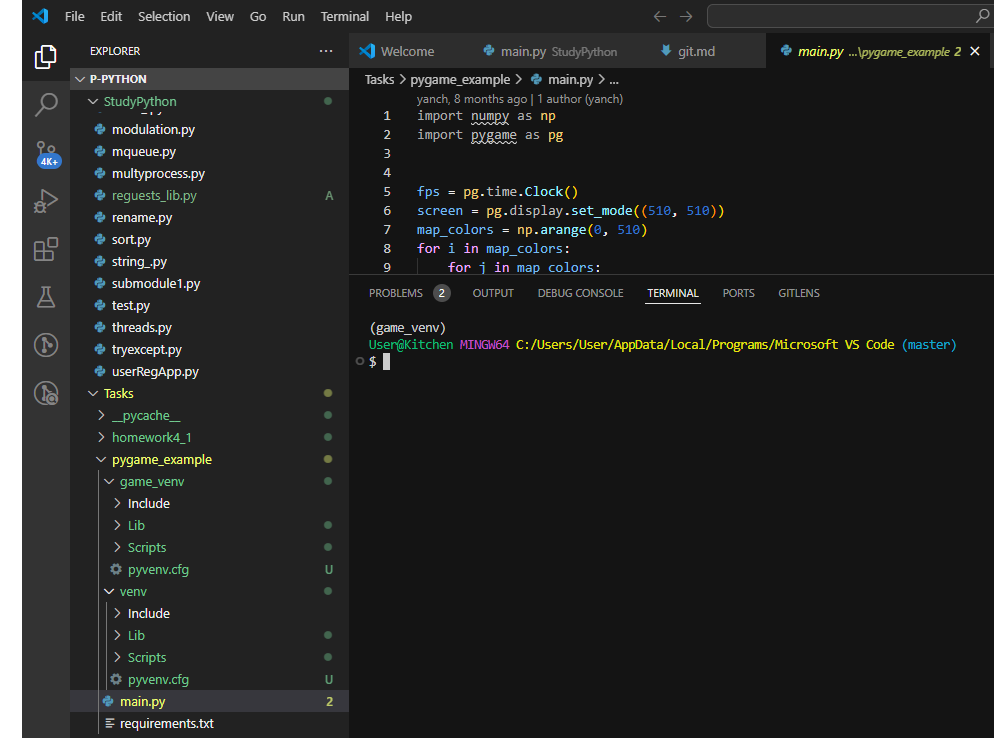 File Edit Selection View Go Run Terminal Help
EXPLORER ...
Welcome main.py StudyPython git.md main.py ...\pygame_example 2
P-PYTHON
StudyPython
modulation.py
mqueue.py
multyprocess.py
reguests_lib.py A
rename.py
sort.py
string_.py
submodule1.py
test.py
threads.py
tryexcept.py
userRegApp.py
Tasks
__pycache__
homework4_1
pygame_example
game_venv
Include
Lib
Scripts
pyvenv.cfg U
venv
Include
Lib
Scripts
pyvenv.cfg U
main.py 2
requirements.txt
4K+
Tasks > pygame_example > main.py > ...
yanch, 8 months ago | 1 author (yanch)
1 import numpy as np
2 import pygame as pg
3
4
5 fps = pg.time.Clock()
6 screen = pg.display.set_mode((510, 510))
7 map_colors = np.arange(0, 510)
8 for i in map_colors:
9 for j in map_colors:
PROBLEMS 2 OUTPUT DEBUG CONSOLE TERMINAL PORTS GITLENS
(game_venv)
User@Kitchen MINGW64 C:/Users/User/AppData/Local/Programs/Microsoft VS Code (master)
$